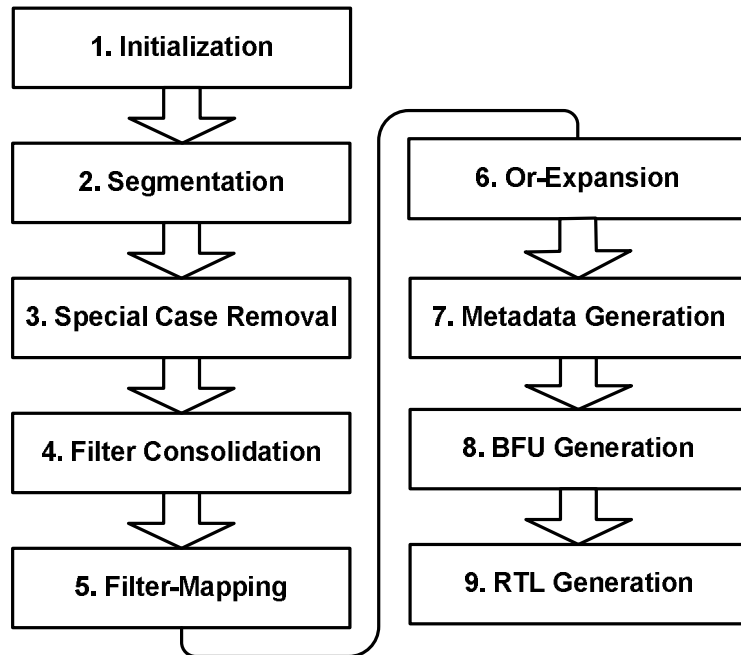 1. Initialization
2. Segmentation
3. Special Case Removal
4. Filter Consolidation
5. Filter-Mapping
6. Or-Expansion
7. Metadata Generation
8. BFU Generation
9. RTL Generation